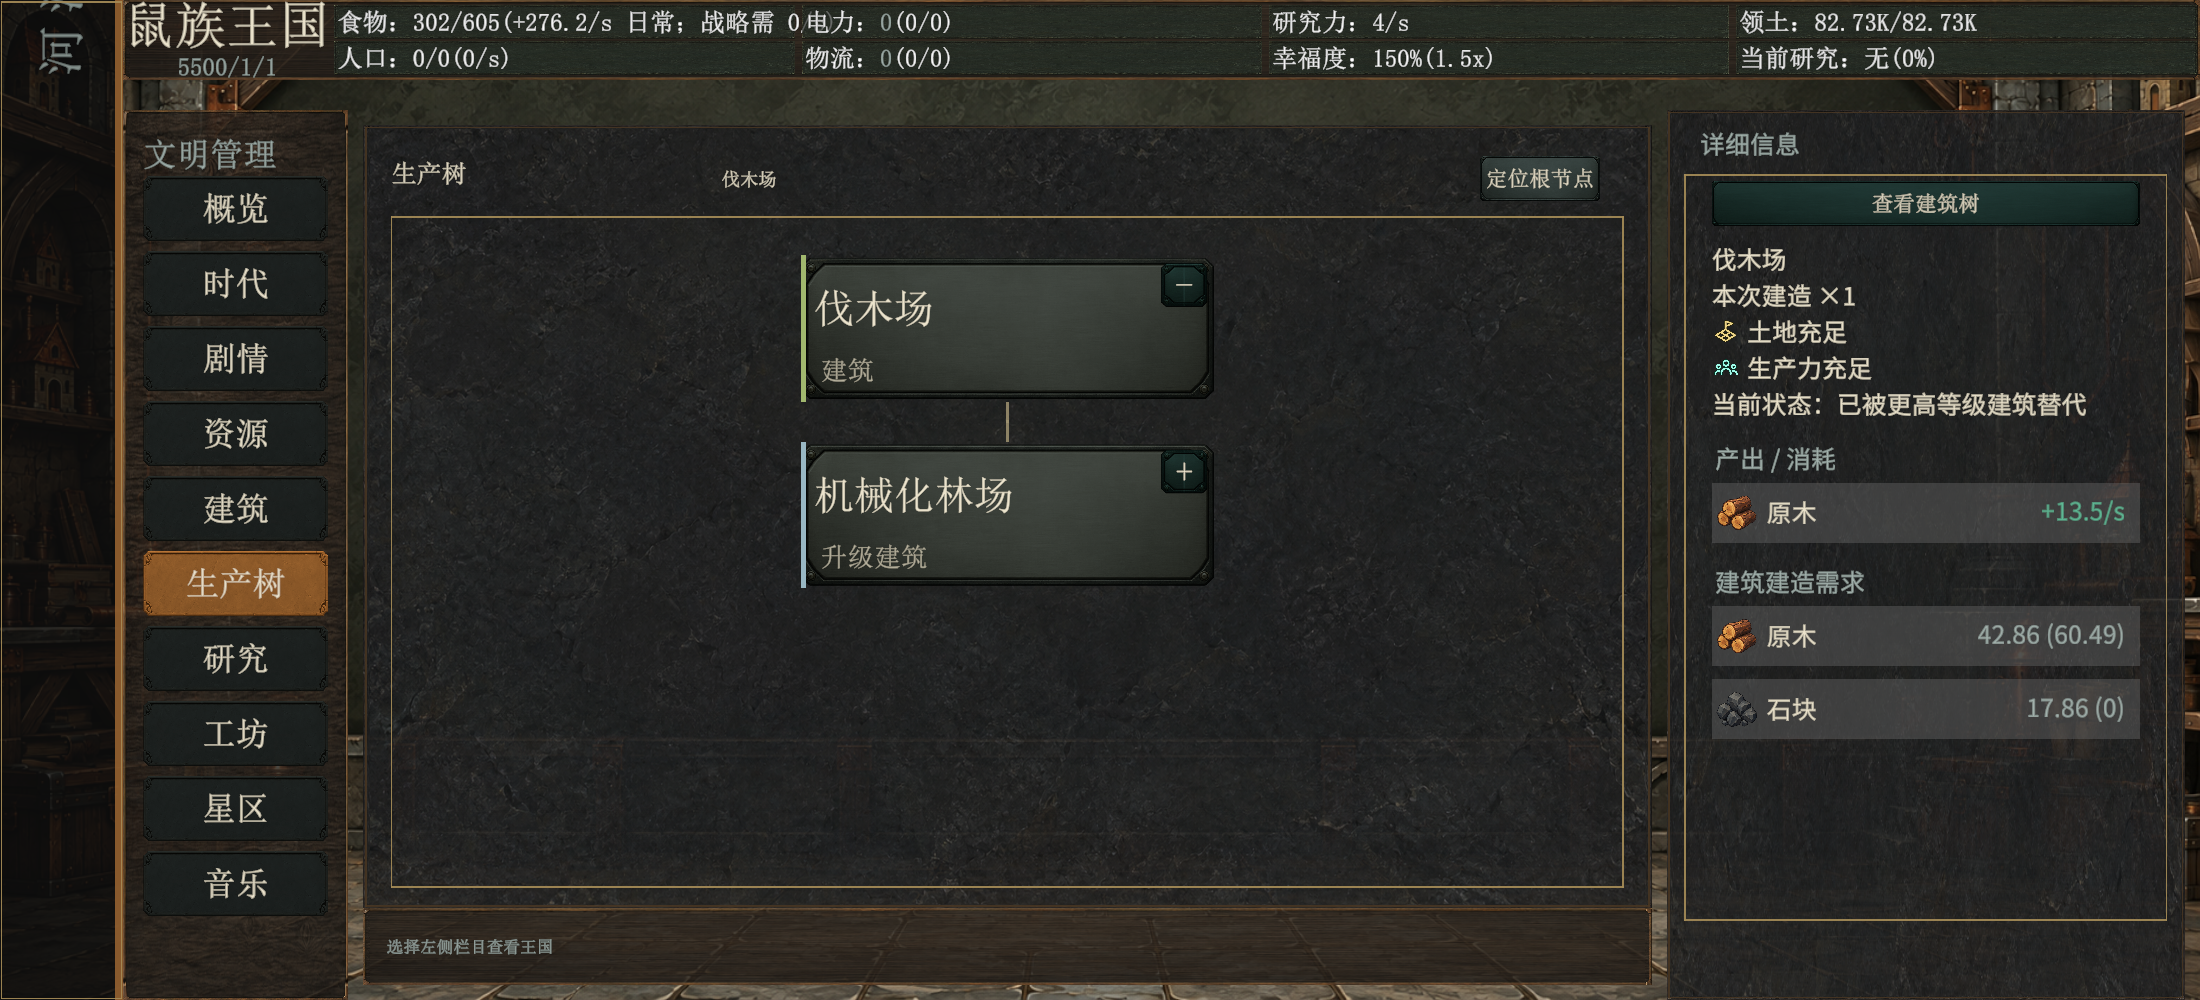 鼠族王国
5500/1/1
食物: 302/605(+276.2/s 日常; 战略需 0/
电力: 0(0/0)
研究力: 4/s
领土: 82.73K/82.73K
人口: 0/0(0/s)
物流: 0(0/0)
幸福度: 150%(1.5x)
当前研究: 无(0%)
文明管理
概览
时代
剧情
资源
建筑
生产树
研究
工坊
星区
音乐
生产树
伐木场
定位根节点
伐木场
−
建筑
机械化林场
+
升级建筑
选择左侧栏目查看王国
详细信息
查看建筑树
伐木场
本次建造 ×1
土地充足
生产力充足
当前状态：已被更高等级建筑替代
产出 / 消耗
原木 +13.5/s
建筑建造需求
原木 42.86 (60.49)
石块 17.86 (0)